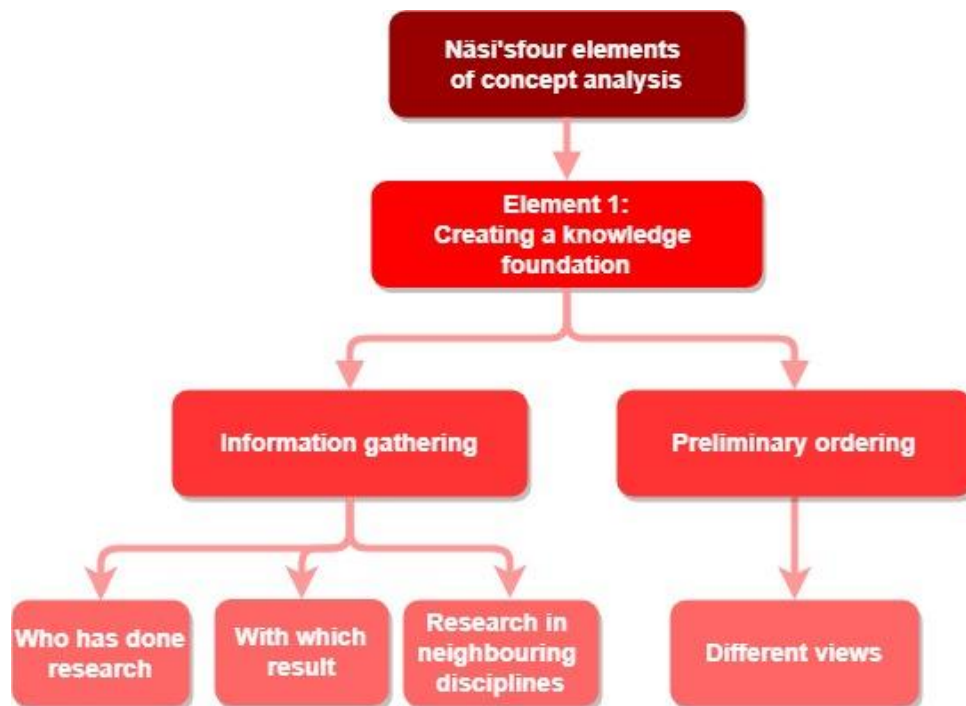 Näsi'sfour elements
of concept analysis
Element 1:
Creating a knowledge
foundation
Information gathering
Preliminary ordering
Who has done
research
With which
result
Research in
neighbouring
disciplines
Different views